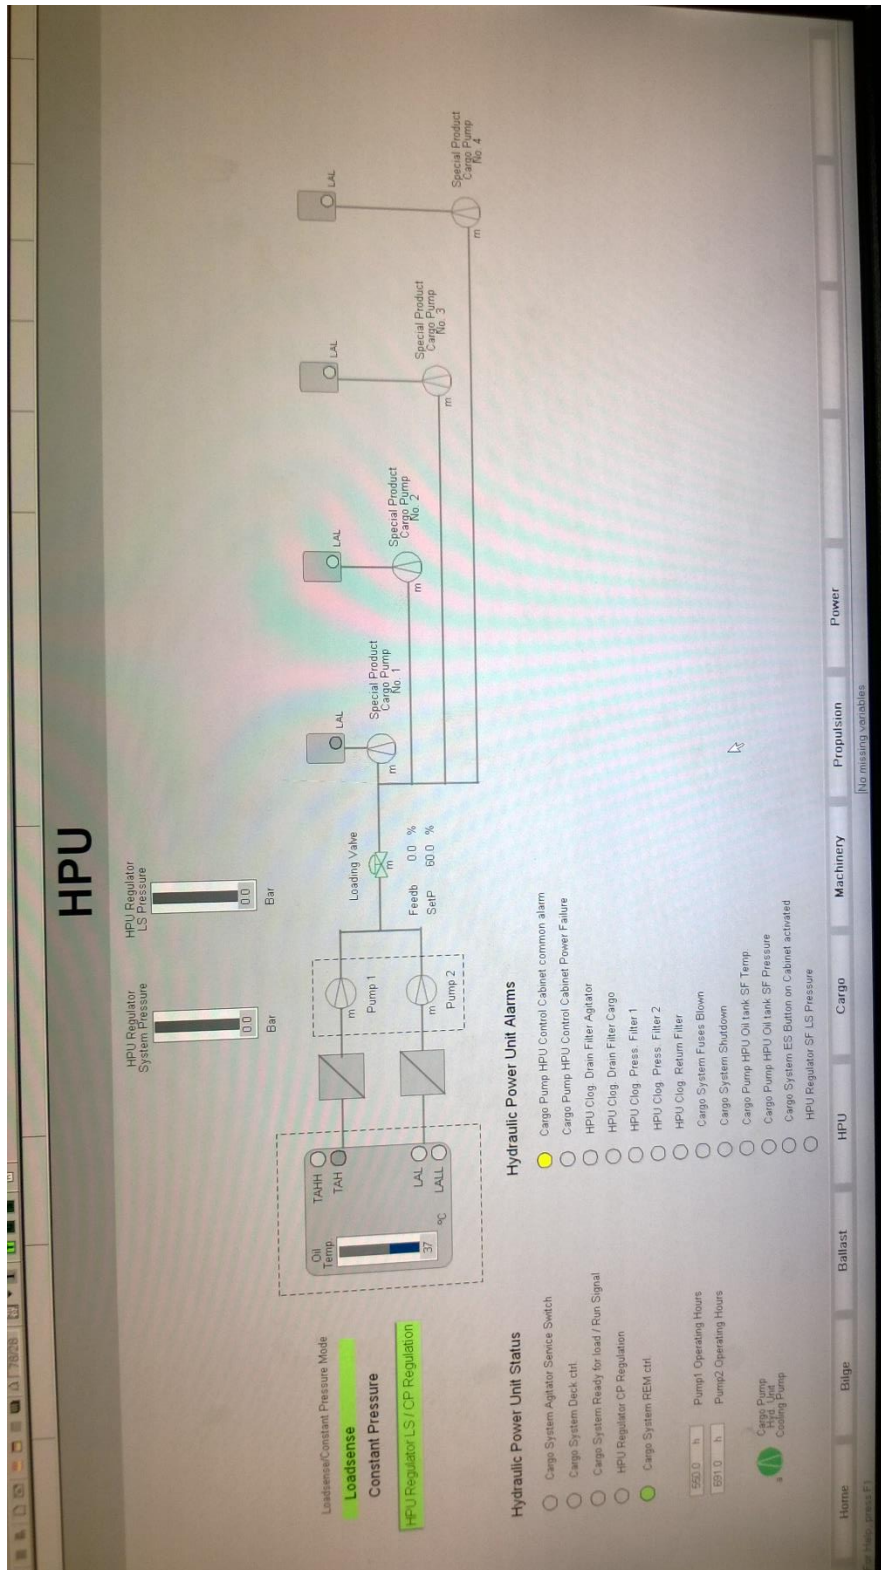 HPU
HPU Regulator
System Pressure
0.0
Bar
HPU Regulator
LS Pressure
0.0
Bar
Loadsense/Constant Pressure Mode
Loadsense
Constant Pressure
HPU Regulator LS / CP Regulation
Oil
Temp.
37
°C
TAHH
TAH
LAL
LALL
m
Pump 1
m
Pump 2
Loading Valve
m
Feedb 0.0 %
SetP 60.0 %
LAL
m
Special Product
Cargo Pump
No. 1
LAL
m
Special Product
Cargo Pump
No. 2
LAL
m
Special Product
Cargo Pump
No. 3
LAL
m
Special Product
Cargo Pump
No. 4
Hydraulic Power Unit Status
Cargo System Agitator Service Switch
Cargo System Deck ctrl.
Cargo System Ready for load / Run Signal
HPU Regulator CP Regulation
Cargo System REM ctrl.
550.0 h Pump1 Operating Hours
691.0 h Pump2 Operating Hours
a
Cargo Pump
Hyd. Unit
Cooling Pump
Hydraulic Power Unit Alarms
Cargo Pump HPU Control Cabinet common alarm
Cargo Pump HPU Control Cabinet Power Failure
HPU Clog. Drain Filter Agitator
HPU Clog. Drain Filter Cargo
HPU Clog. Press. Filter 1
HPU Clog. Press. Filter 2
HPU Clog. Return Filter
Cargo System Fuses Blown
Cargo System Shutdown
Cargo Pump HPU Oil tank SF Temp.
Cargo Pump HPU Oil tank SF Pressure
Cargo System ES Button on Cabinet activated
HPU Regulator SF LS Pressure
Home Bilge Ballast HPU Cargo Machinery Propulsion Power
For Help, press F1
No missing variables